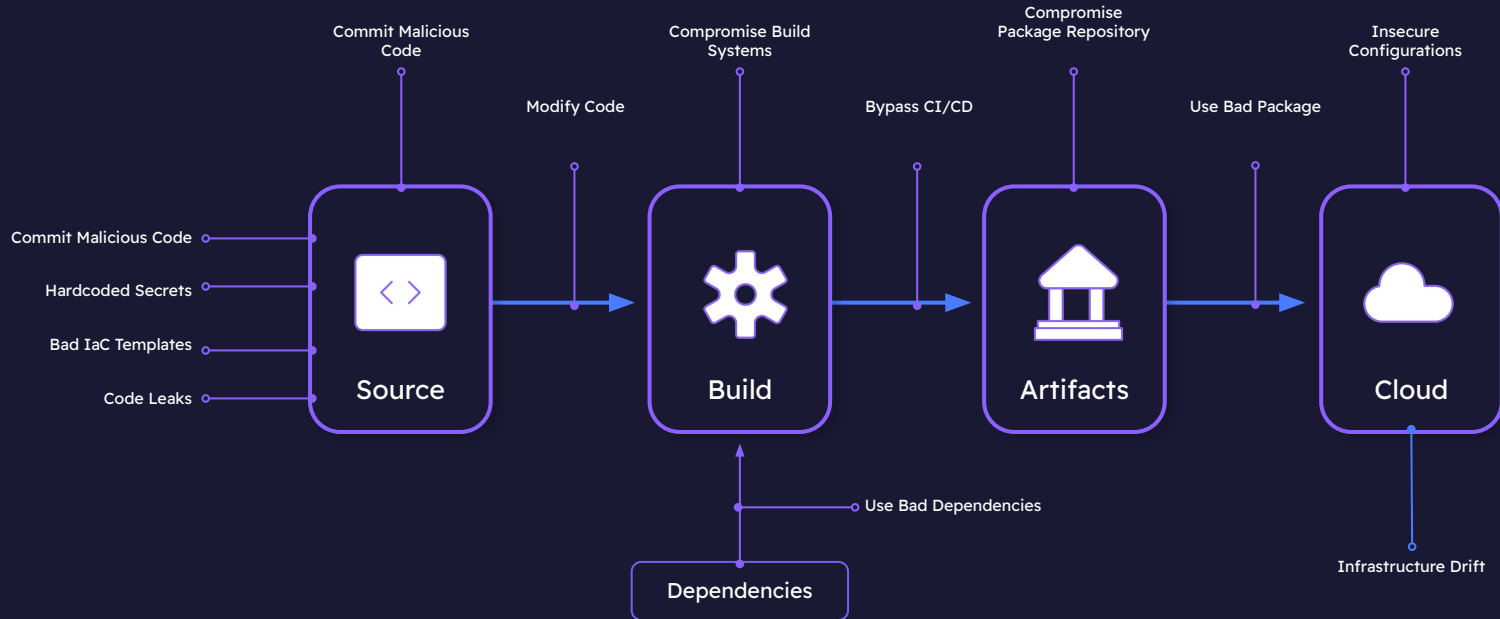 Commit Malicious
Code
Compromise Build
Systems
Compromise
Package Repository
Insecure
Configurations
Modify Code
Bypass CI/CD
Use Bad Package
Commit Malicious Code
Hardcoded Secrets
Bad IaC Templates
Code Leaks
Source
Build
Artifacts
Cloud
Use Bad Dependencies
Dependencies
Infrastructure Drift